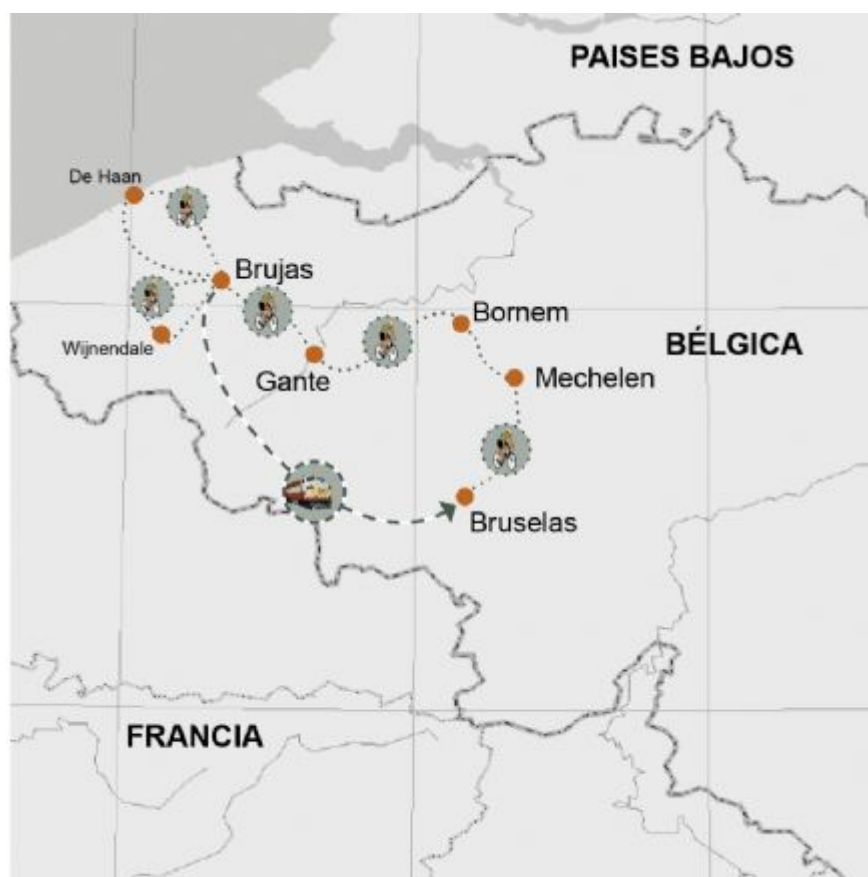 PAISES BAJOS
De Haan
Brujas
Bornem
Wijnendale
BÉLGICA
Gante
Mechelen
Bruselas
FRANCIA